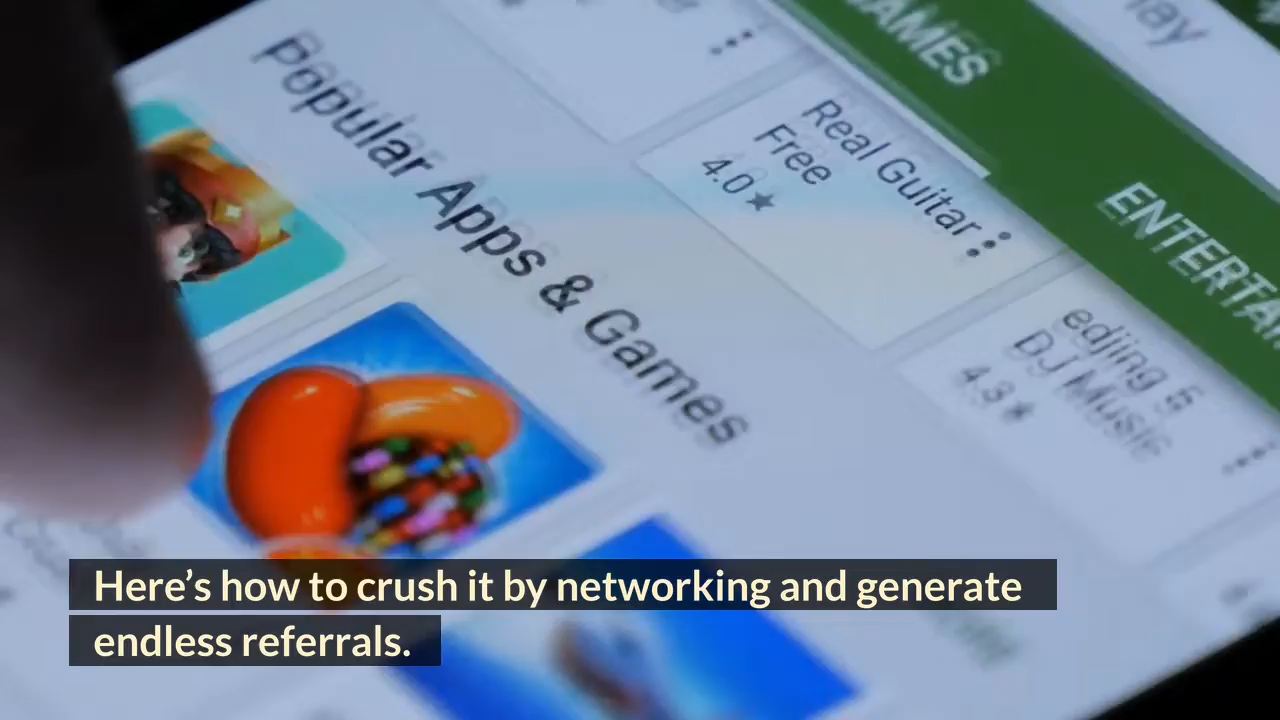 GAMES
ENTERTAI
Real Guitar
Free
4.0★
edjing 5
DJ Music
4.3★
Popular Apps & Games
Here’s how to crush it by networking and generate
endless referrals.